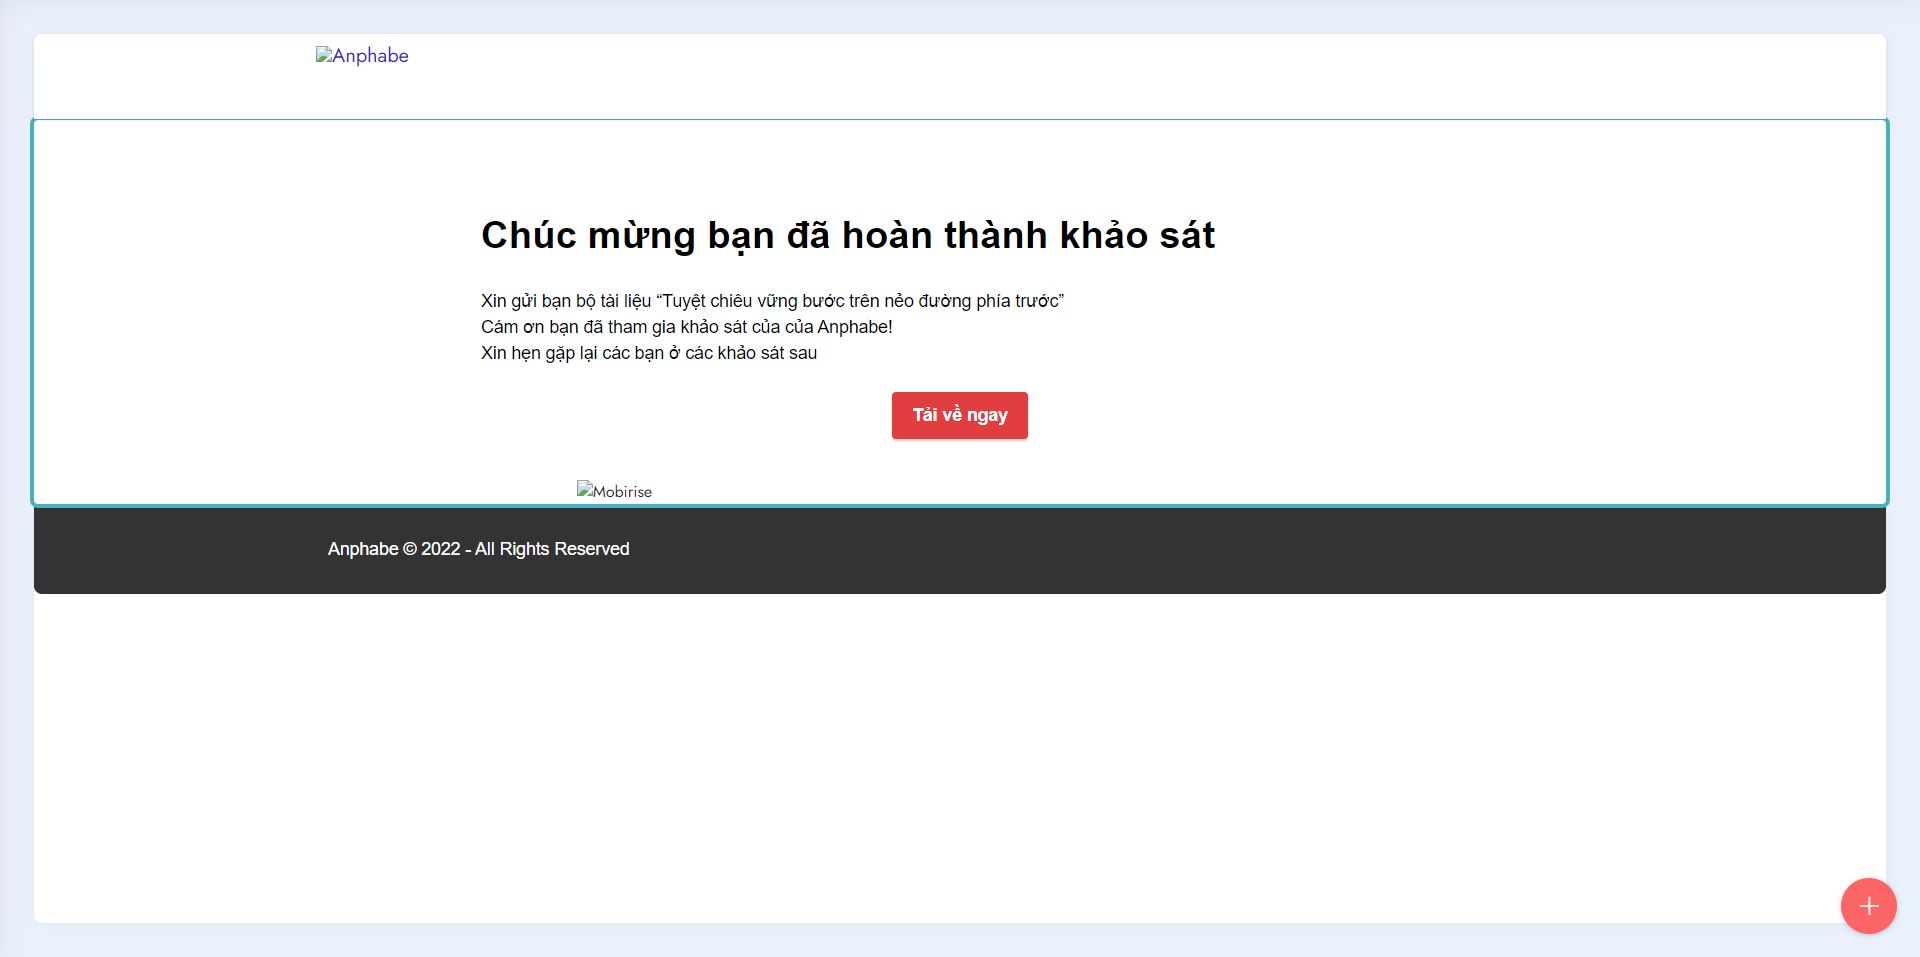 Anphabe
Chúc mừng bạn đã hoàn thành khảo sát
Xin gửi bạn bộ tài liệu “Tuyệt chiêu vững bước trên nẻo đường phía trước”
Cám ơn bạn đã tham gia khảo sát của của Anphabe!
Xin hẹn gặp lại các bạn ở các khảo sát sau
Tải về ngay
Mobirise
Anphabe © 2022 - All Rights Reserved